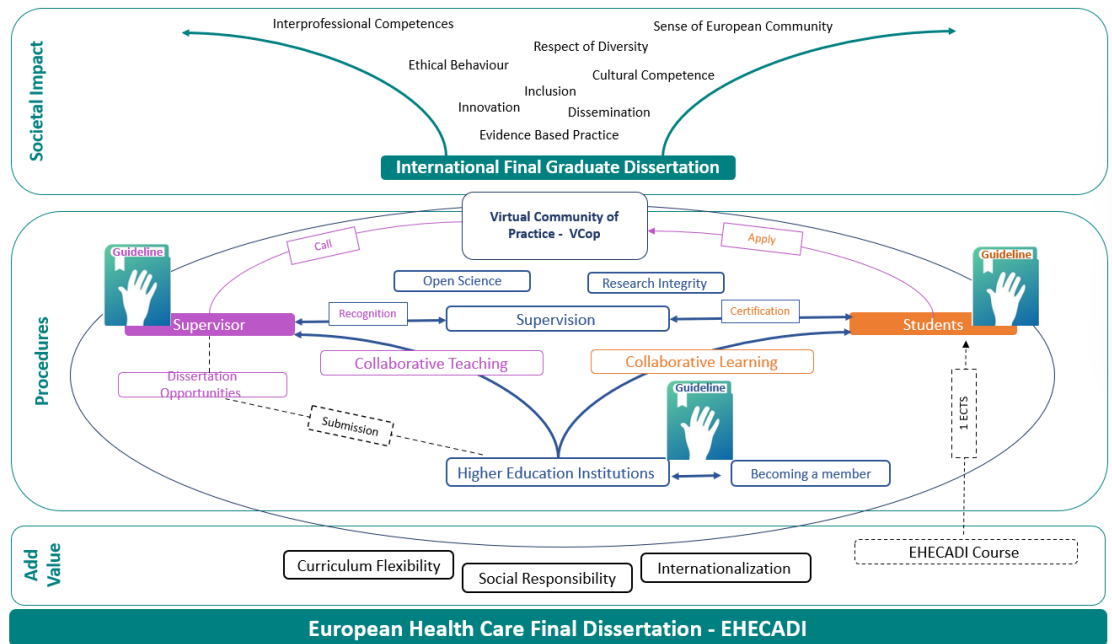 Societal Impact
Interprofessional Competences
Sense of European Community
Respect of Diversity
Ethical Behaviour
Cultural Competence
Inclusion
Innovation
Dissemination
Evidence Based Practice
International Final Graduate Dissertation
Procedures
Virtual Community of
Practice - VCop
Call
Apply
Guideline
Guideline
Open Science
Research Integrity
Supervisor
Recognition
Supervision
Certification
Students
Collaborative Teaching
Collaborative Learning
Dissertation
Opportunities
Guideline
Submission
1 ECTS
Higher Education Institutions
Becoming a member
Add
Value
EHECADI Course
Curriculum Flexibility
Social Responsibility
Internationalization
European Health Care Final Dissertation - EHECADI